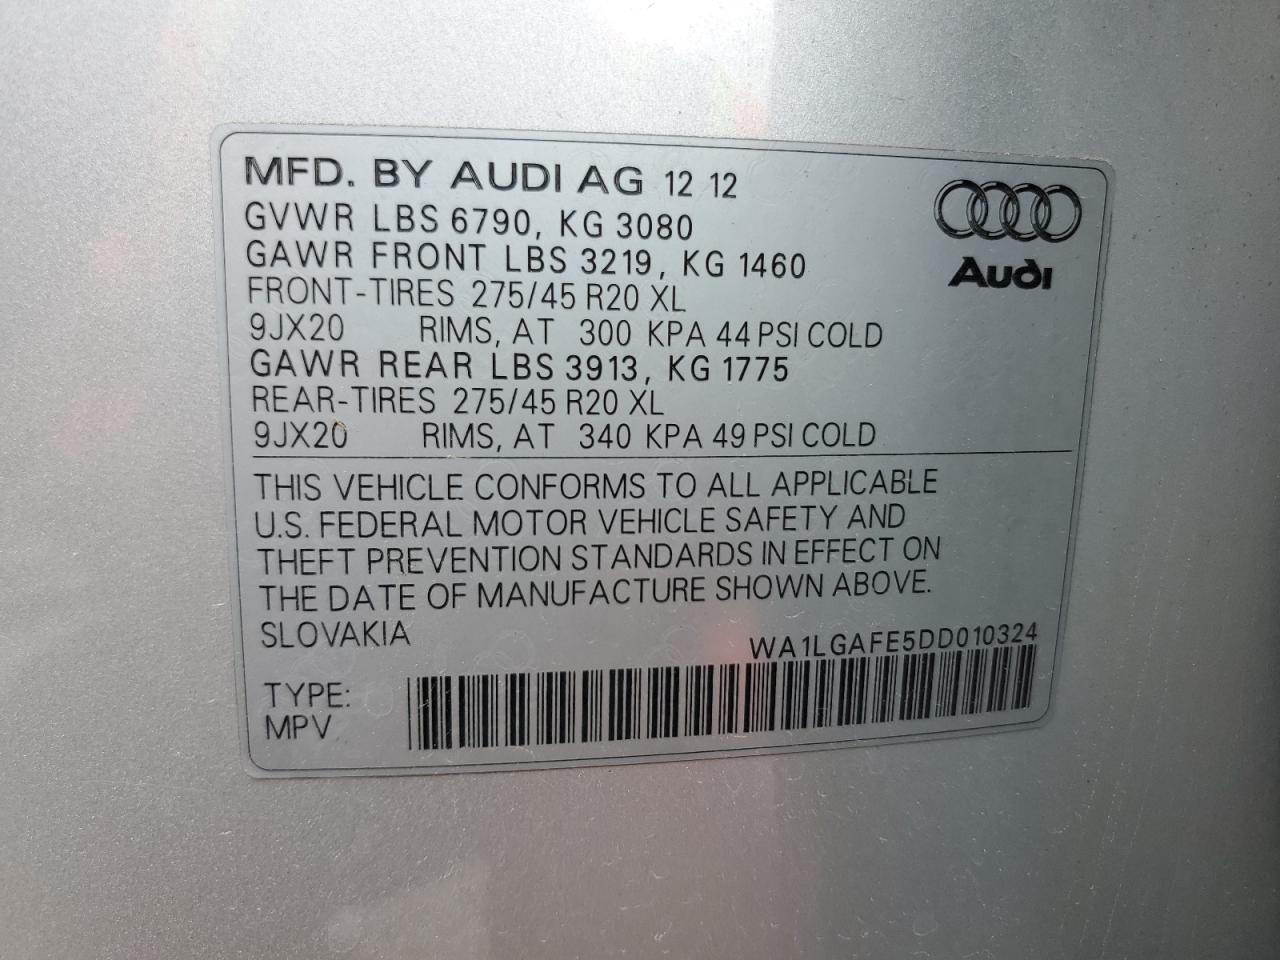 MFD. BY AUDI AG 12 12
GVWR LBS 6790, KG 3080
GAWR FRONT LBS 3219, KG 1460
FRONT-TIRES 275/45 R20 XL
9JX20 RIMS, AT 300 KPA 44 PSI COLD
GAWR REAR LBS 3913, KG 1775
REAR-TIRES 275/45 R20 XL
9JX20 RIMS, AT 340 KPA 49 PSI COLD
Audi
THIS VEHICLE CONFORMS TO ALL APPLICABLE
U.S. FEDERAL MOTOR VEHICLE SAFETY AND
THEFT PREVENTION STANDARDS IN EFFECT ON
THE DATE OF MANUFACTURE SHOWN ABOVE.
SLOVAKIA
WA1LGAFE5DD010324
TYPE:
MPV